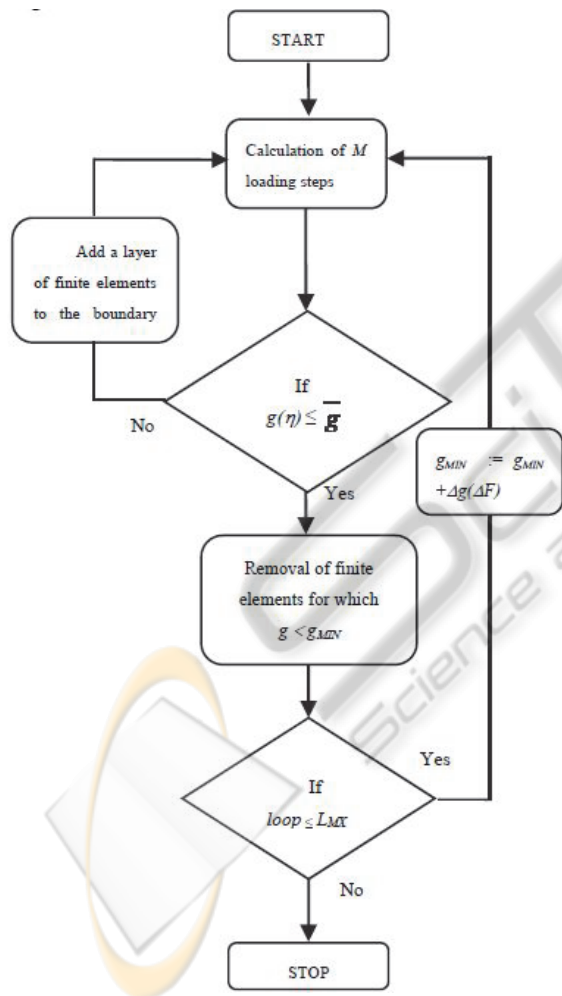 START
Calculation of M
loading steps
Add a layer
of finite elements
to the boundary
If
g(η) ≤ g̅
No
Yes
g_MIN := g_MIN
+Δg(ΔF)
Removal of finite
elements for which
g < g_MIN
Yes
If
loop ≤ L_MX
No
STOP
Science a